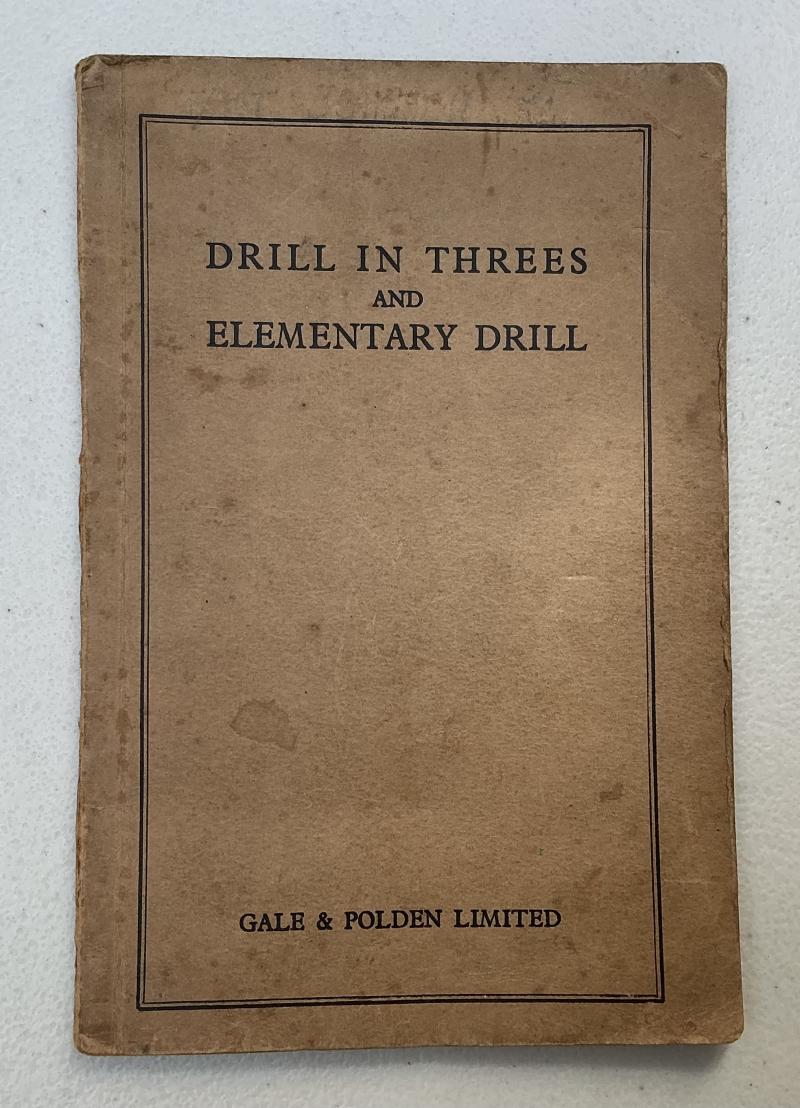 DRILL IN THREES
AND
ELEMENTARY DRILL
GALE & POLDEN LIMITED